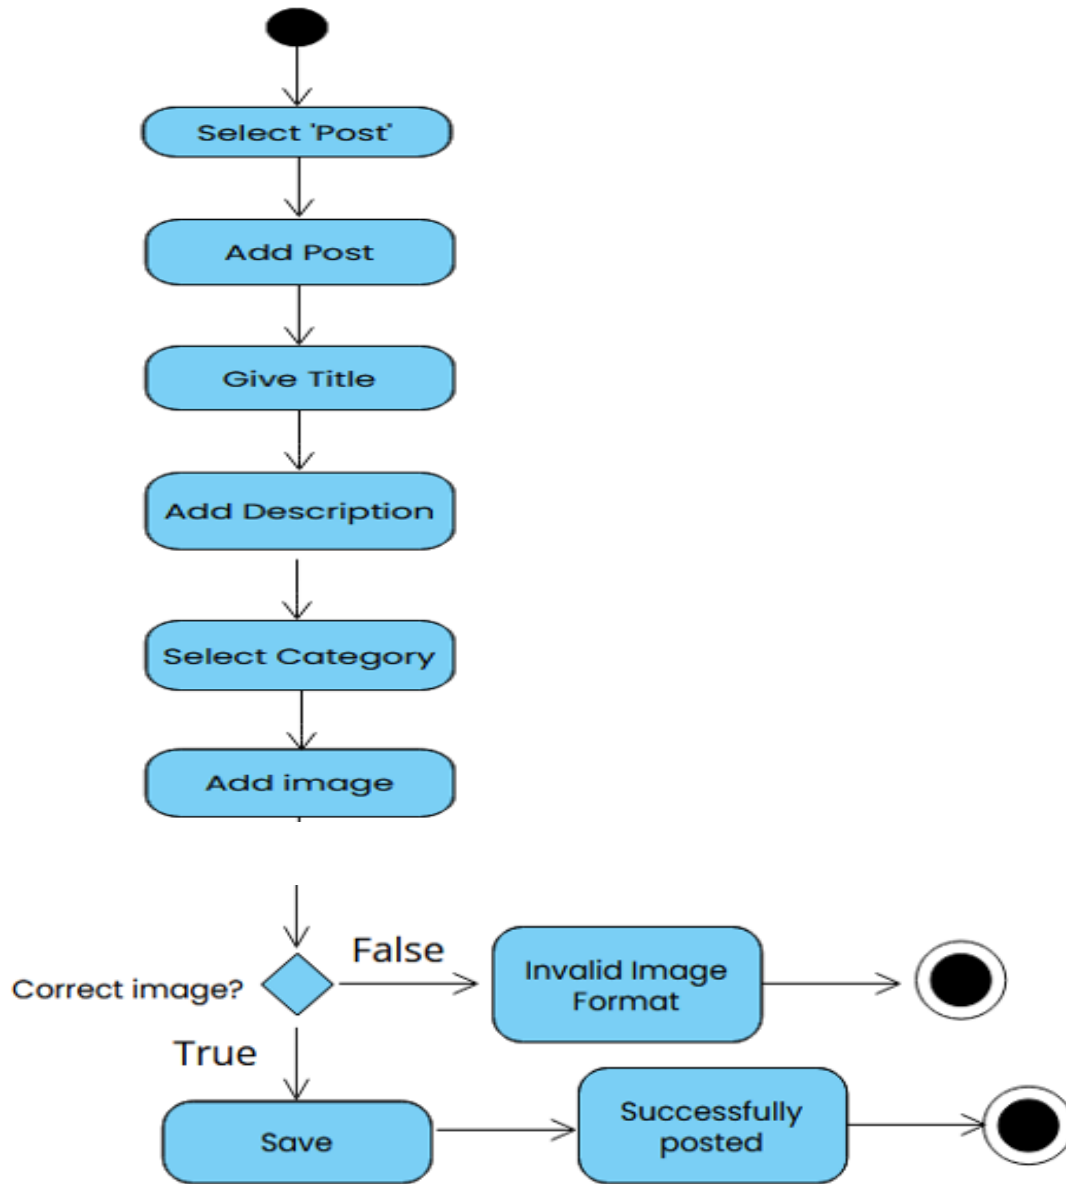 Select 'Post'
Add Post
Give Title
Add Description
Select Category
Add image
False
Invalid Image
Format
Correct image?
True
Successfully
posted
Save